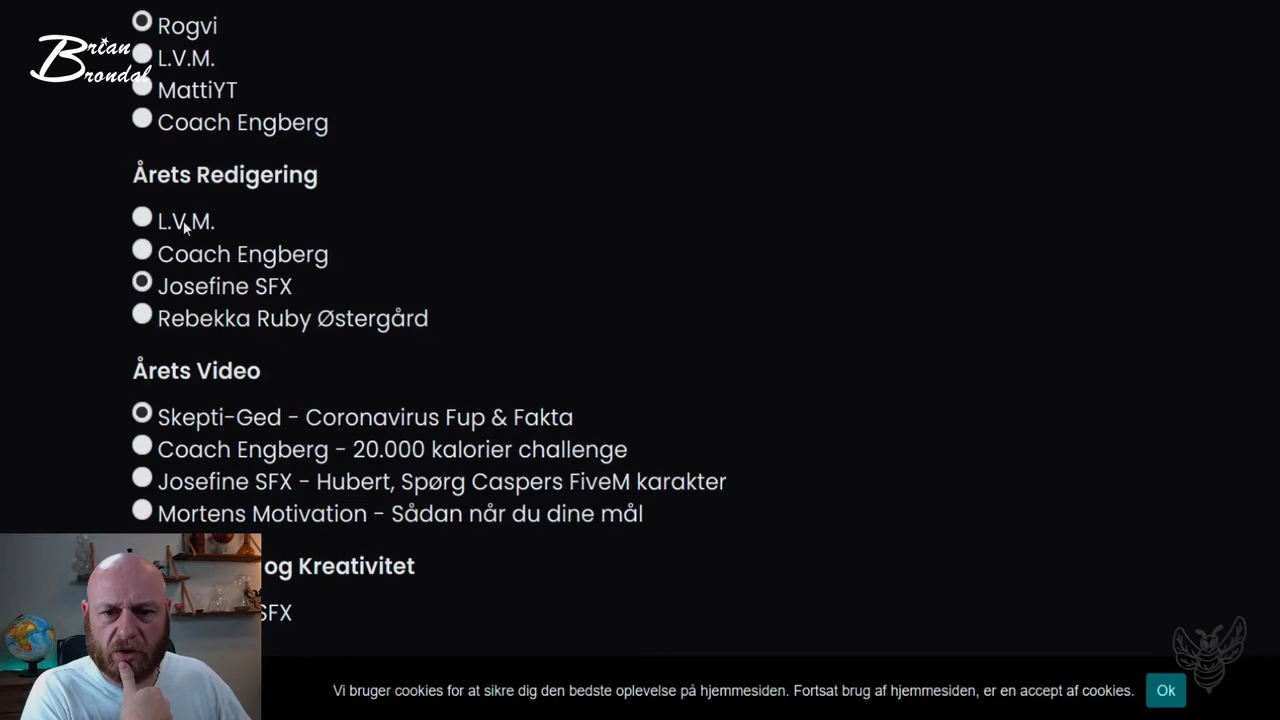 Rogvi
Brian
Brondal
L.V.M.
MattiYT
Coach Engberg
Årets Redigering
L.V.M.
Coach Engberg
Josefine SFX
Rebekka Ruby Østergård
Årets Video
Skepti-Ged - Coronavirus Fup & Fakta
Coach Engberg - 20.000 kalorier challenge
Josefine SFX - Hubert, Spørg Caspers FiveM karakter
Mortens Motivation - Sådan når du dine mål
og Kreativitet
SFX
Vi bruger cookies for at sikre dig den bedste oplevelse på hjemmesiden. Fortsat brug af hjemmesiden, er en accept af cookies.
Ok